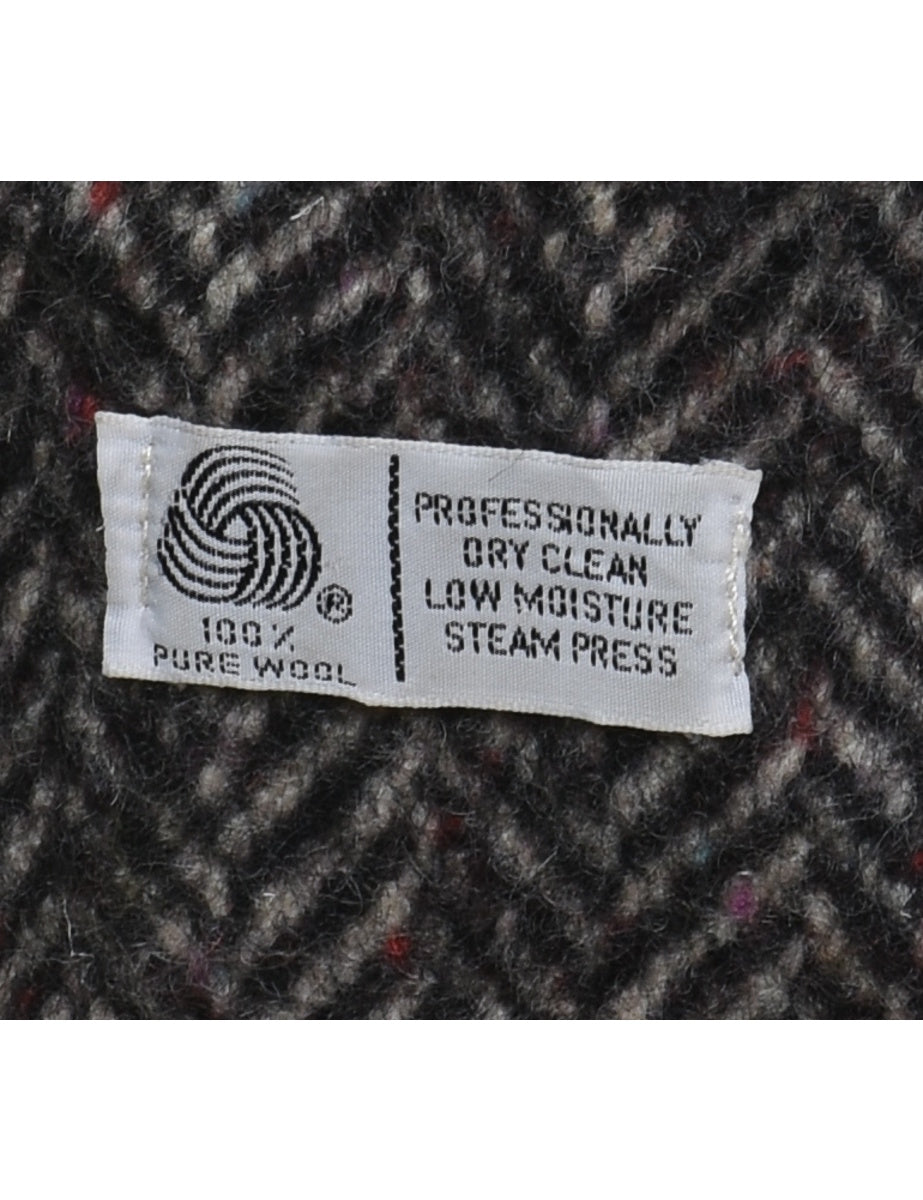 ®
100%
PURE WOOL
PROFESSIONALLY
DRY CLEAN
LOW MOISTURE
STEAM PRESS